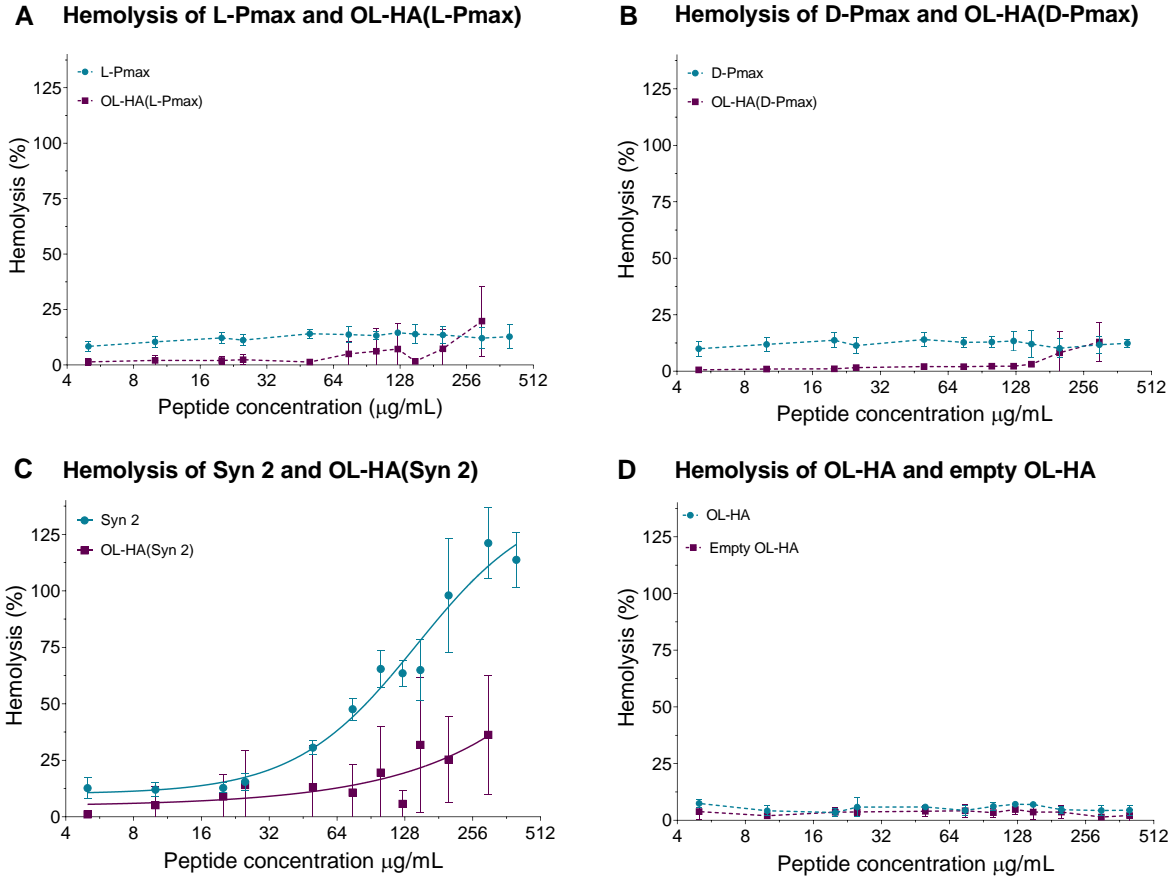 A Hemolysis of L-Pmax and OL-HA(L-Pmax)
L-Pmax
OL-HA(L-Pmax)
Hemolysis (%)
125
100
75
50
25
0
4 8 16 32 64 128 256 512
Peptide concentration (μg/mL)
B Hemolysis of D-Pmax and OL-HA(D-Pmax)
D-Pmax
OL-HA(D-Pmax)
Hemolysis (%)
125
100
75
50
25
0
4 8 16 32 64 128 256 512
Peptide concentration μg/mL
C Hemolysis of Syn 2 and OL-HA(Syn 2)
Syn 2
OL-HA(Syn 2)
Hemolysis (%)
125
100
75
50
25
0
4 8 16 32 64 128 256 512
Peptide concentration μg/mL
D Hemolysis of OL-HA and empty OL-HA
OL-HA
Empty OL-HA
Hemolysis (%)
125
100
75
50
25
0
4 8 16 32 64 128 256 512
Peptide concentration μg/mL